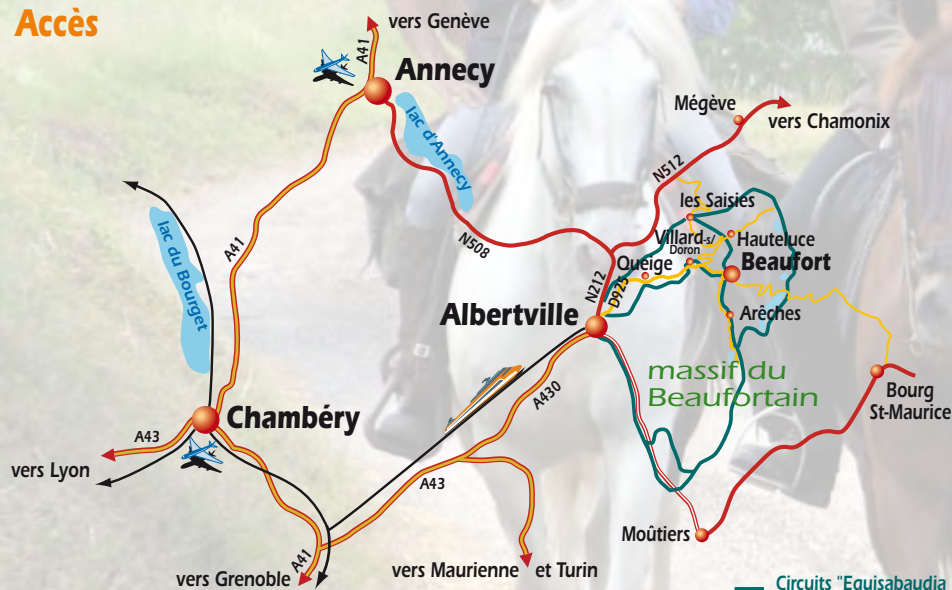 Accès
vers Genève
A41
Annecy
lac d'Annecy
Mégève
vers Chamonix
N512
les Saisies
A41
lac du Bourget
N508
Villard-s/
Doron
Hauteluce
Queige
Beaufort
N212
D925
Albertville
Arêches
massif du
Beaufortain
A430
Bourg
St-Maurice
Chambéry
A43
vers Lyon
A43
Moûtiers
A41
vers Grenoble
vers Maurienne et Turin
Circuits "Equisabaudia